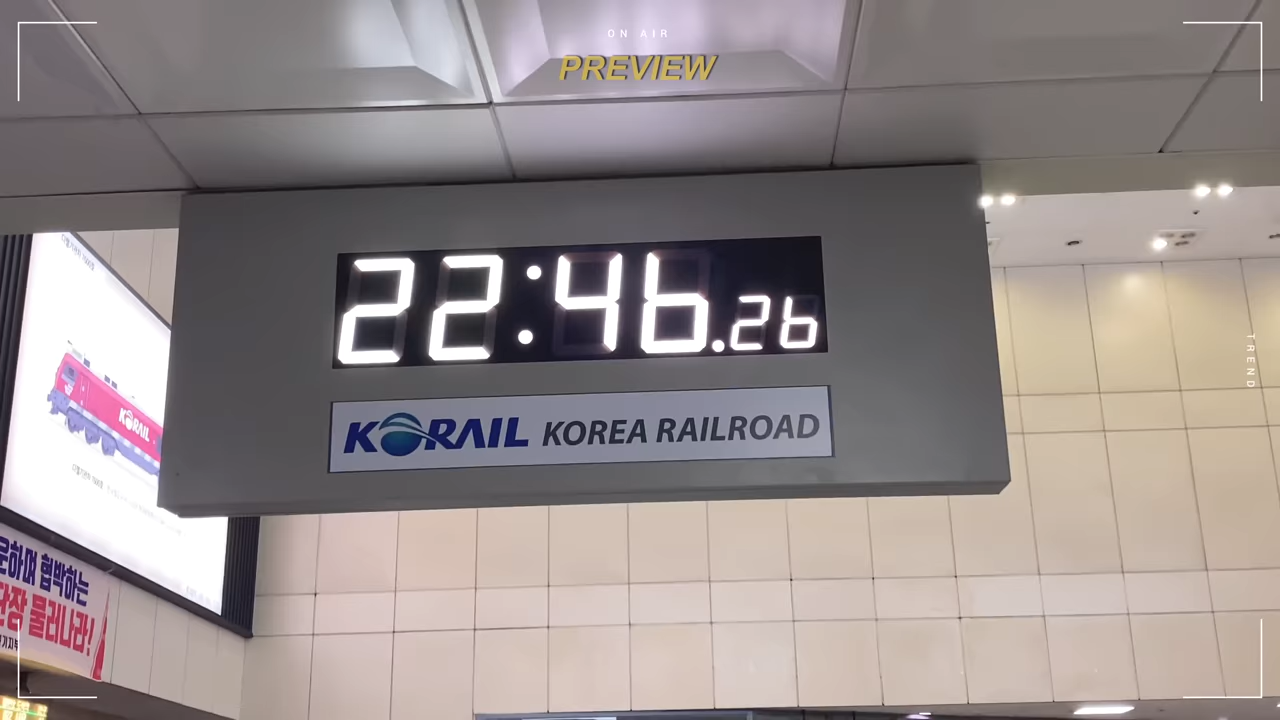 ON AIR
PREVIEW
22:46.26
KORAIL KOREA RAILROAD
KORAIL
TREND
협박하는
물러나라!